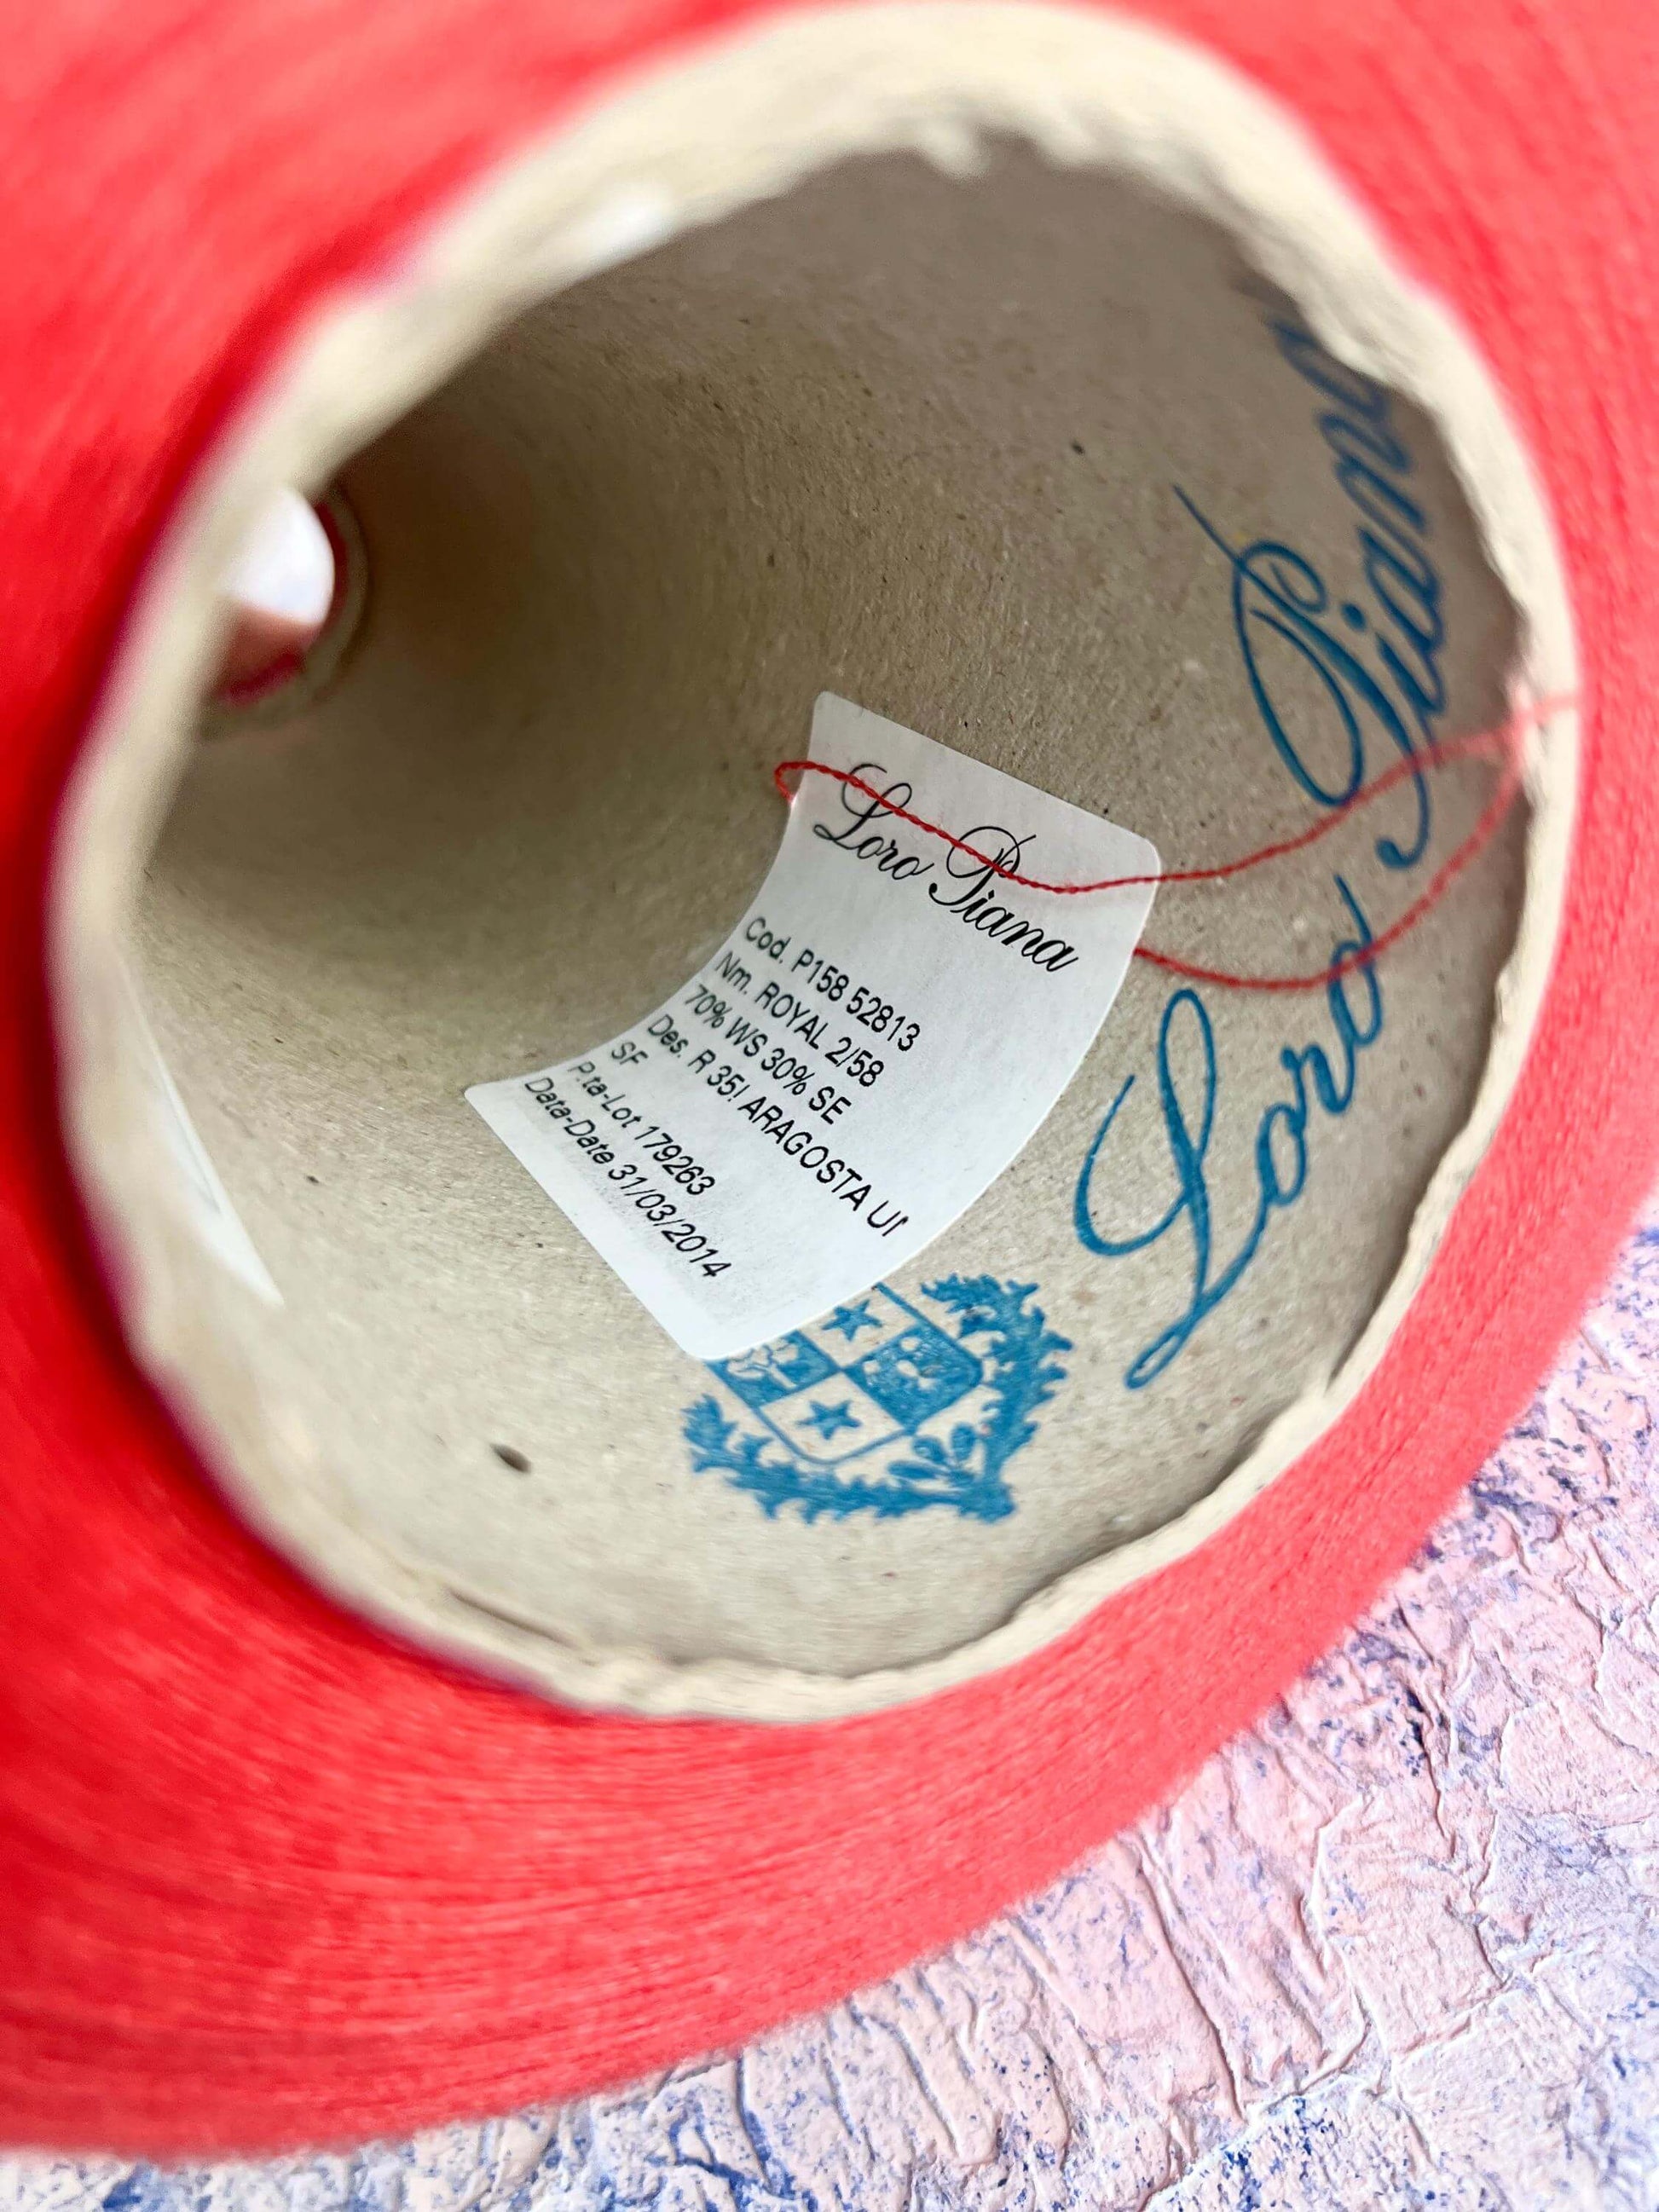 Loro Piana
Cod. P158 52813
Nm. ROYAL 2/58
70% WS 30% SE
Des. R 35! ARAGOSTA
SF
P.ta-Lot 179263
Data-Date 31/03/2014
Loro Piana